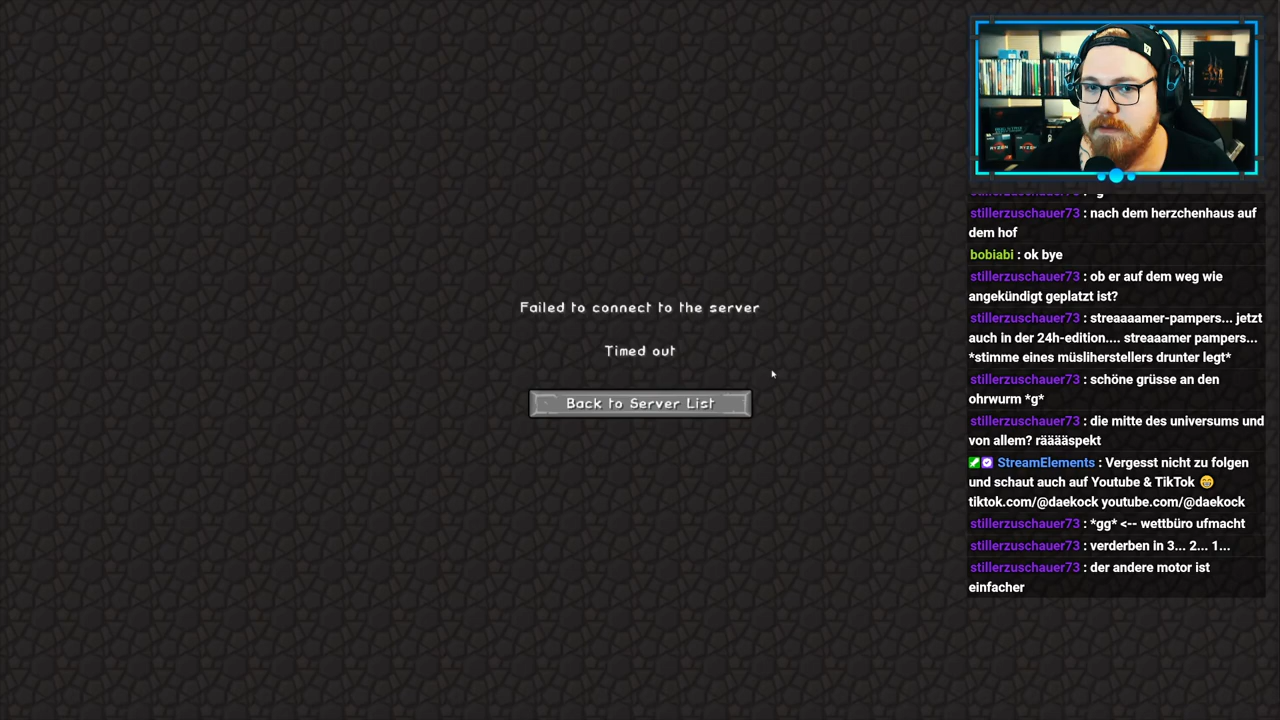 Failed to connect to the server
Timed out
Back to Server List
stillerzuschauer73 : nach dem herzchenhaus auf
dem hof
bobiabi : ok bye
stillerzuschauer73 : ob er auf dem weg wie
angekündigt geplatzt ist?
stillerzuschauer73 : streaaaamer-pampers... jetzt
auch in der 24h-edition.... streaaamer pampers...
*stimme eines müsliherstellers drunter legt*
stillerzuschauer73 : schöne grüsse an den
ohrwurm *g*
stillerzuschauer73 : die mitte des universums und
von allem? rääääspekt
StreamElements : Vergesst nicht zu folgen
und schaut auch auf Youtube & TikTok 😁
tiktok.com/@daekock youtube.com/@daekock
stillerzuschauer73 : *gg* <-- wettbüro ufmacht
stillerzuschauer73 : verderben in 3... 2... 1...
stillerzuschauer73 : der andere motor ist
einfacher
RYZEN
RYZEN